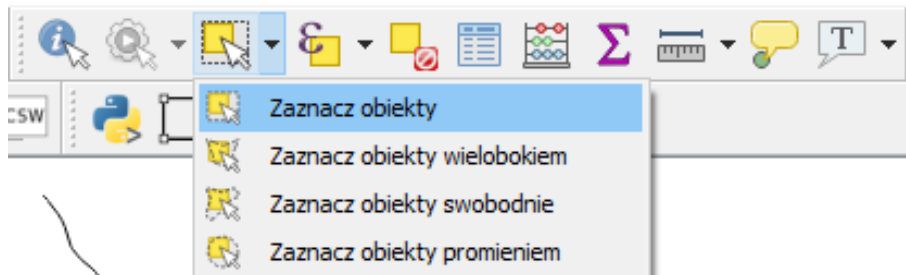 T
csw
Zaznacz obiekty
Zaznacz obiekty wielobokiem
Zaznacz obiekty swobodnie
Zaznacz obiekty promieniem